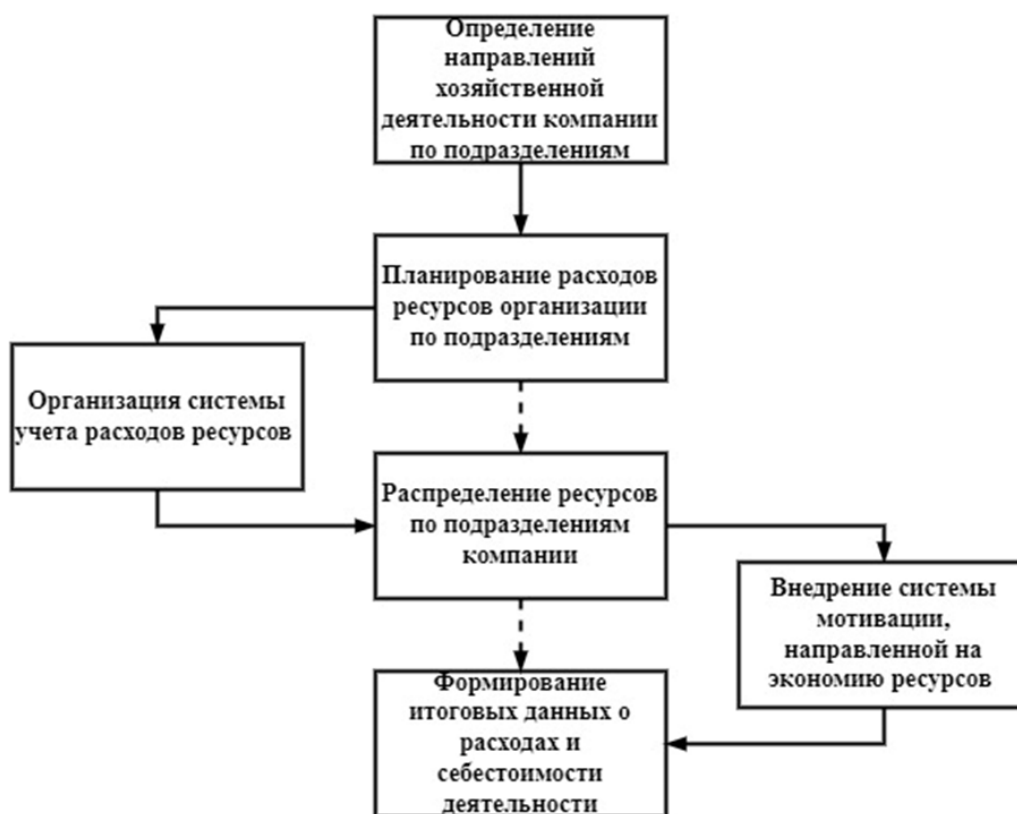 Определение
направлений
хозяйственной
деятельности компании
по подразделениям
Планирование расходов
ресурсов организации
по подразделениям
Организация системы
учета расходов ресурсов
Распределение ресурсов
по подразделениям
компании
Внедрение системы
мотивации,
направленной на
экономию ресурсов
Формирование
итоговых данных о
расходах и
себестоимости
деятельности